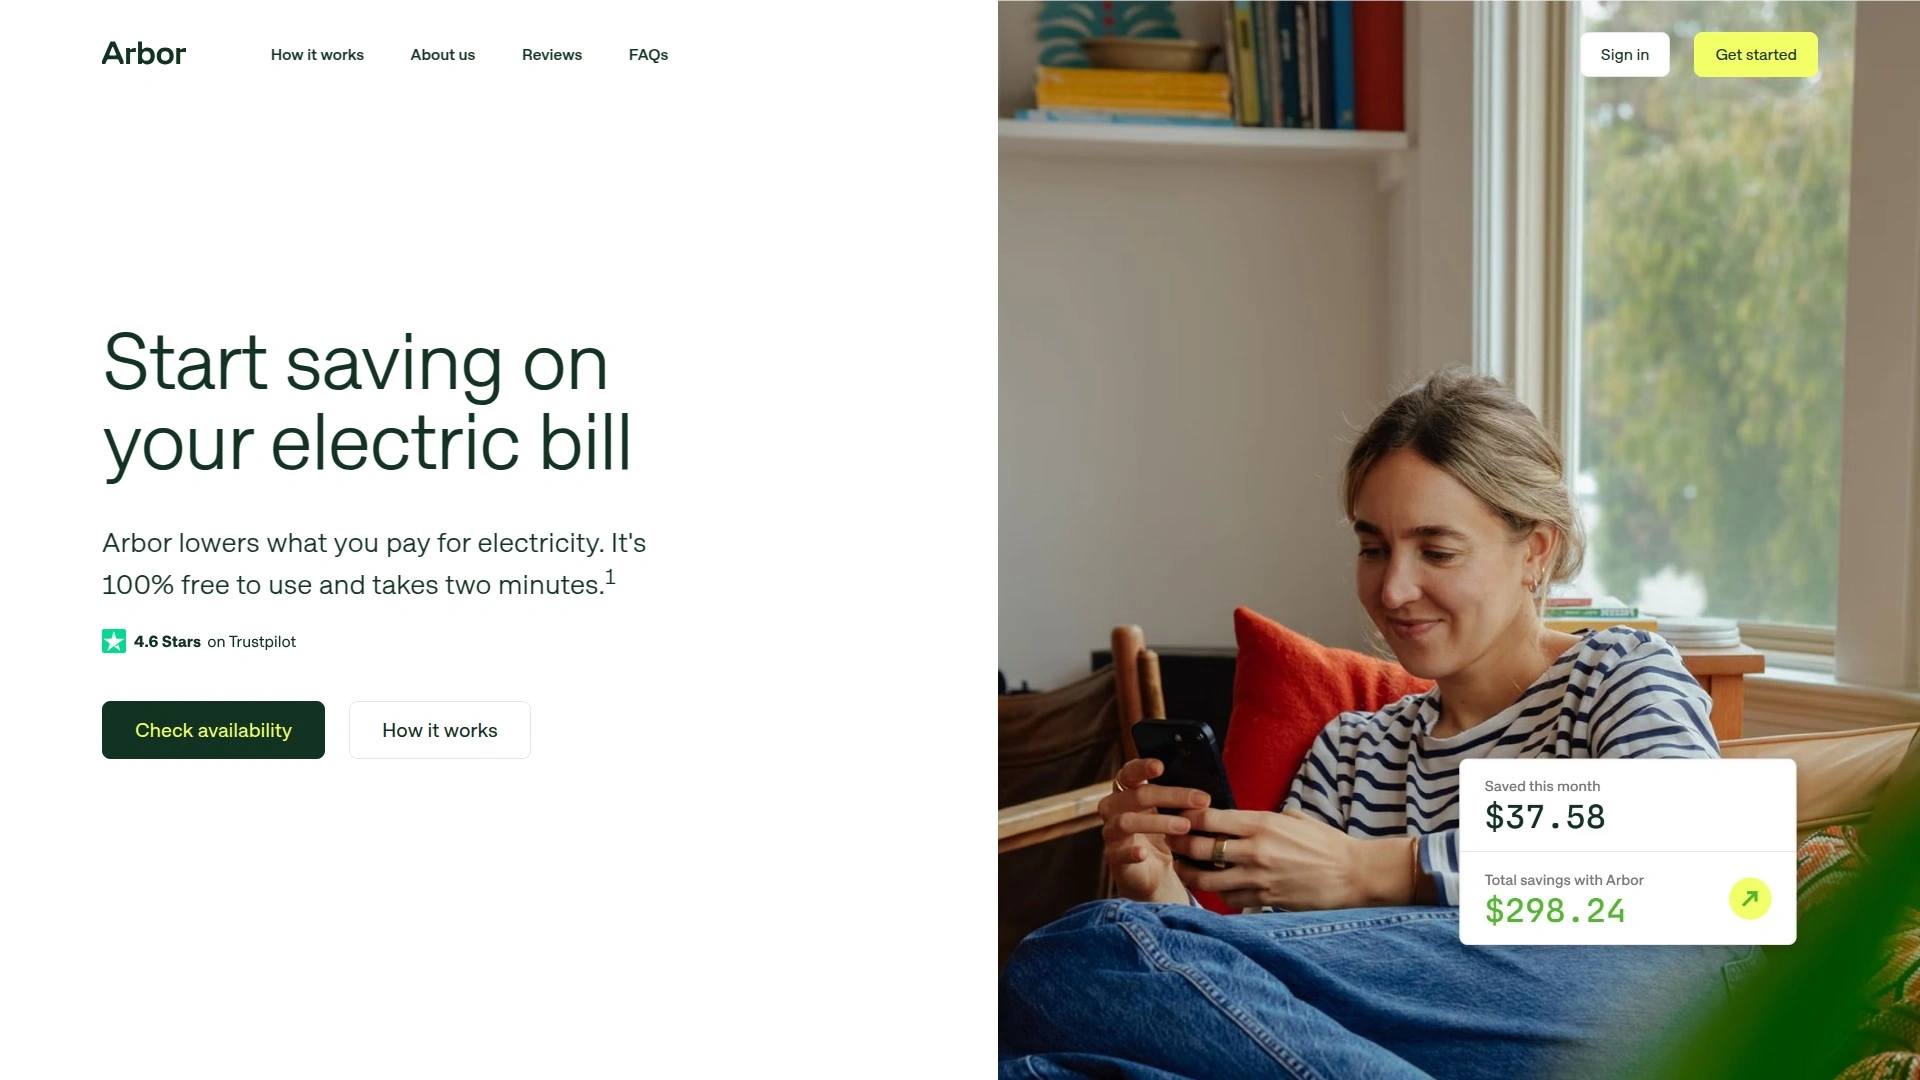 Arbor
How it works
About us
Reviews
FAQs
Sign in
Get started
Start saving on
your electric bill
Arbor lowers what you pay for electricity. It's
100% free to use and takes two minutes.1
4.6 Stars on Trustpilot
Check availability
How it works
Saved this month
$37.58
Total savings with Arbor
$298.24